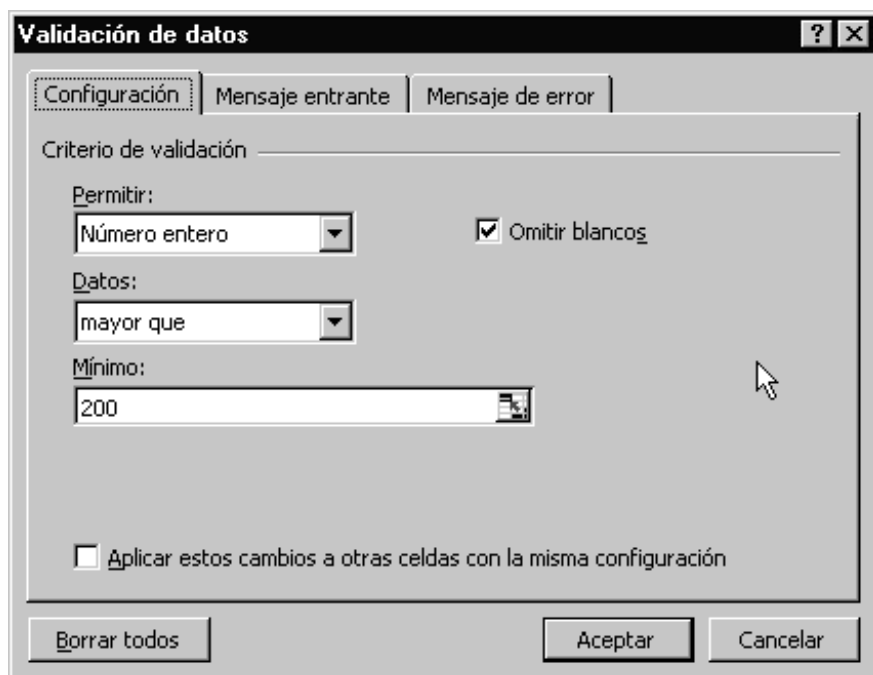 Validación de datos
Configuración Mensaje entrante Mensaje de error
Criterio de validación
Permitir:
Número entero Omitir blancos
Datos:
mayor que
Mínimo:
200
Aplicar estos cambios a otras celdas con la misma configuración
Borrar todos Aceptar Cancelar